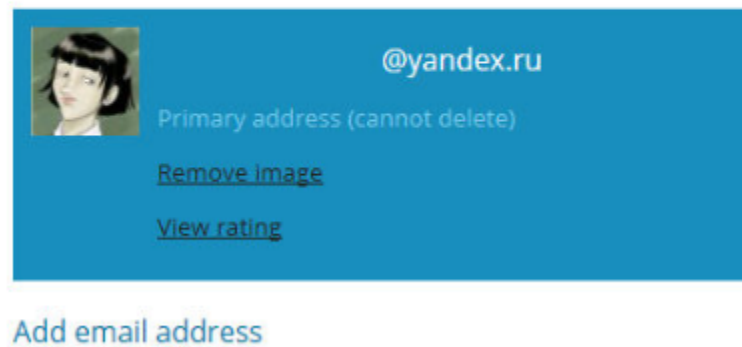 @yandex.ru
Primary address (cannot delete)
Remove image
View rating
Add email address